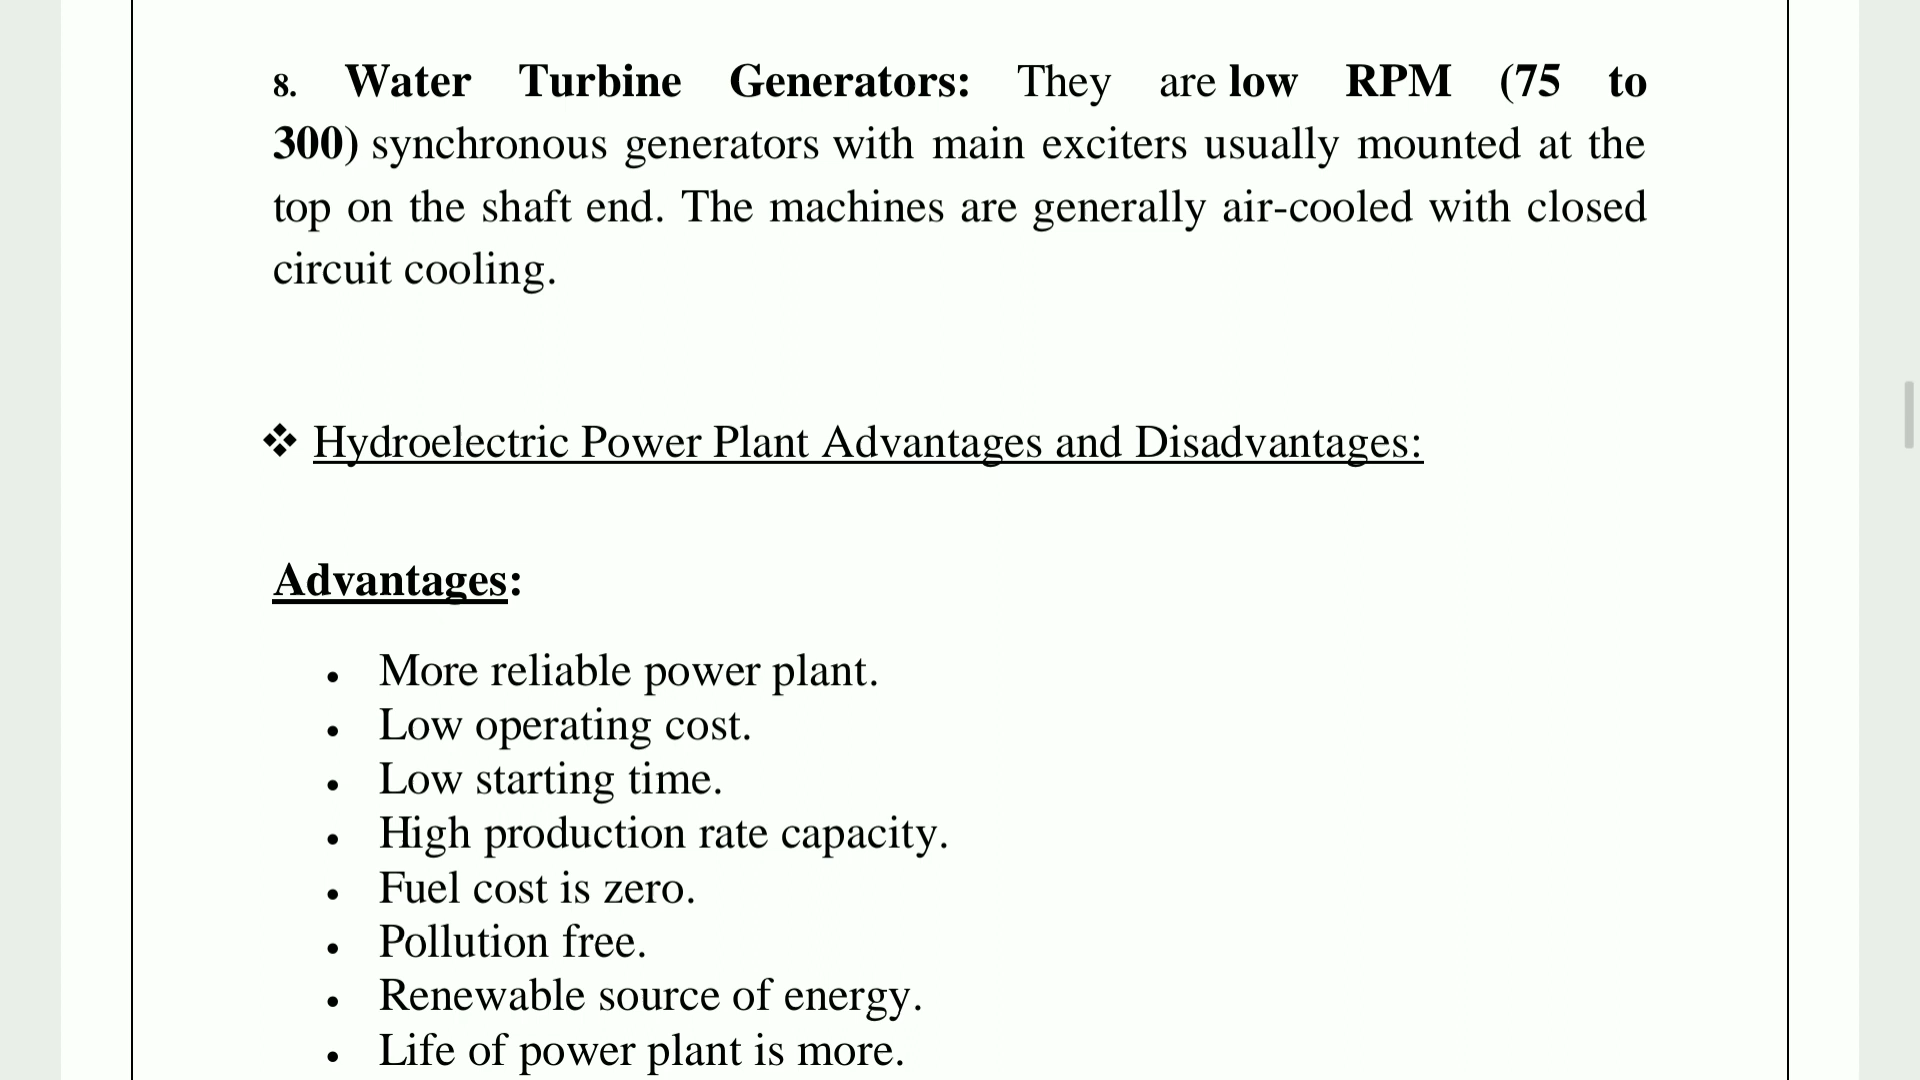 8. Water Turbine Generators: They are low RPM (75 to
300) synchronous generators with main exciters usually mounted at the
top on the shaft end. The machines are generally air-cooled with closed
circuit cooling.
❖ Hydroelectric Power Plant Advantages and Disadvantages:
Advantages:
• More reliable power plant.
• Low operating cost.
• Low starting time.
• High production rate capacity.
• Fuel cost is zero.
• Pollution free.
• Renewable source of energy.
• Life of power plant is more.